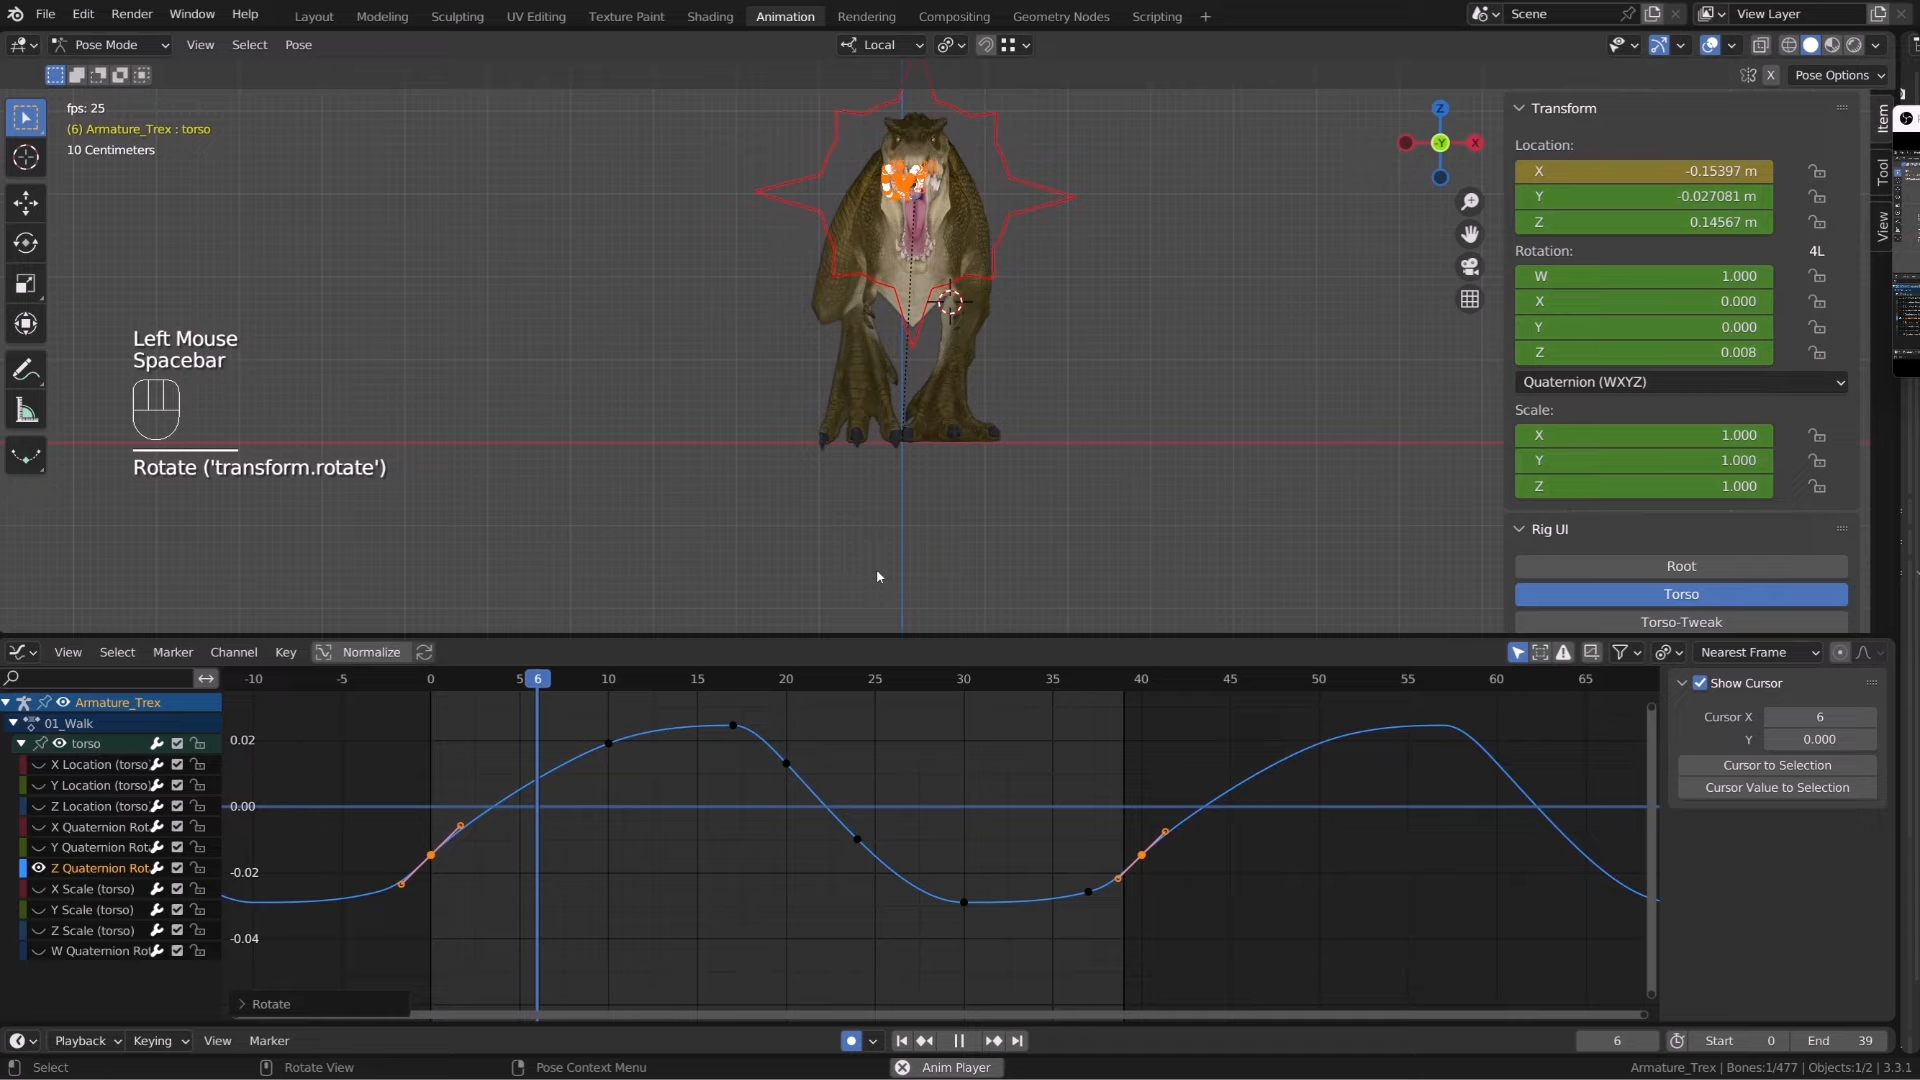 File Edit Render Window Help Layout Modeling Sculpting UV Editing Texture Paint Shading Animation Rendering Compositing Geometry Nodes Scripting + Scene View Layer
Pose Mode View Select Pose Local
X Pose Options
fps: 25
(6) Armature_Trex : torso
10 Centimeters
Left Mouse
Spacebar
Rotate ('transform.rotate')
Z
-Y
X
Transform
Location:
X -0.15397 m
Y -0.027081 m
Z 0.14567 m
Rotation: 4L
W 1.000
X 0.000
Y 0.000
Z 0.008
Quaternion (WXYZ)
Scale:
X 1.000
Y 1.000
Z 1.000
Rig UI
Root
Torso
Torso-Tweak
Item
Tool
View
View Select Marker Channel Key Normalize Nearest Frame
-10 -5 0 5 6 10 15 20 25 30 35 40 45 50 55 60 65
Armature_Trex
01_Walk
torso
X Location (torso
Y Location (torso
Z Location (torso
X Quaternion Rot
Y Quaternion Rot
Z Quaternion Rot
X Scale (torso)
Y Scale (torso)
Z Scale (torso)
W Quaternion Rot
0.02
0.00
-0.02
-0.04
Rotate
Show Cursor
Cursor X 6
Y 0.000
Cursor to Selection
Cursor Value to Selection
Playback Keying View Marker 6 Start 0 End 39
Select Rotate View Pose Context Menu Anim Player Armature_Trex | Bones:1/477 | Objects:1/2 | 3.3.1